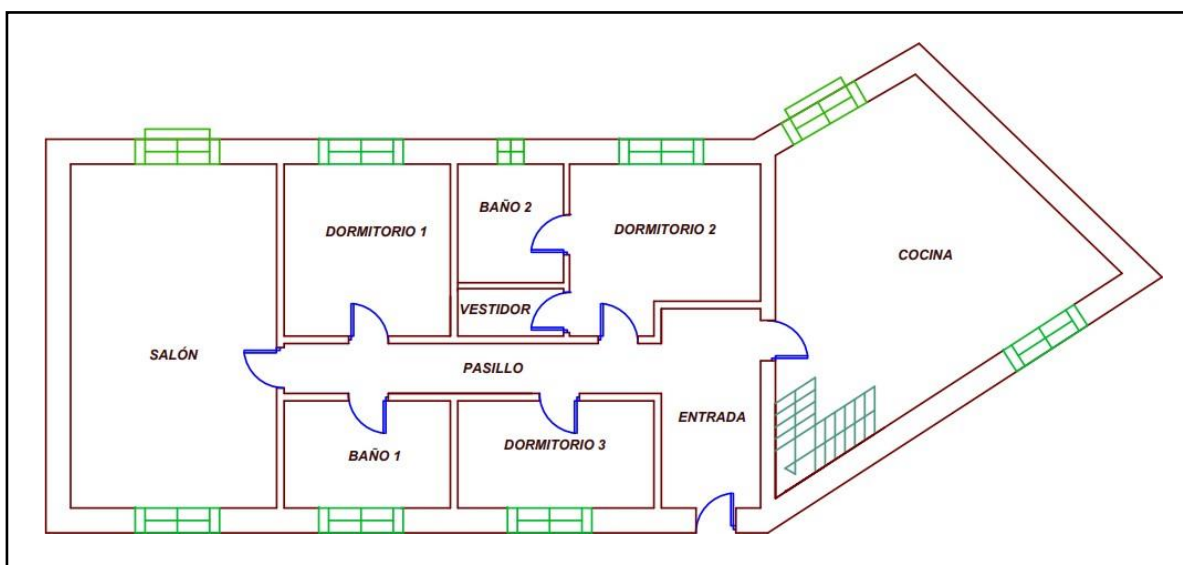 BAÑO 2
DORMITORIO 1
DORMITORIO 2
COCINA
VESTIDOR
SALÓN
PASILLO
ENTRADA
DORMITORIO 3
BAÑO 1